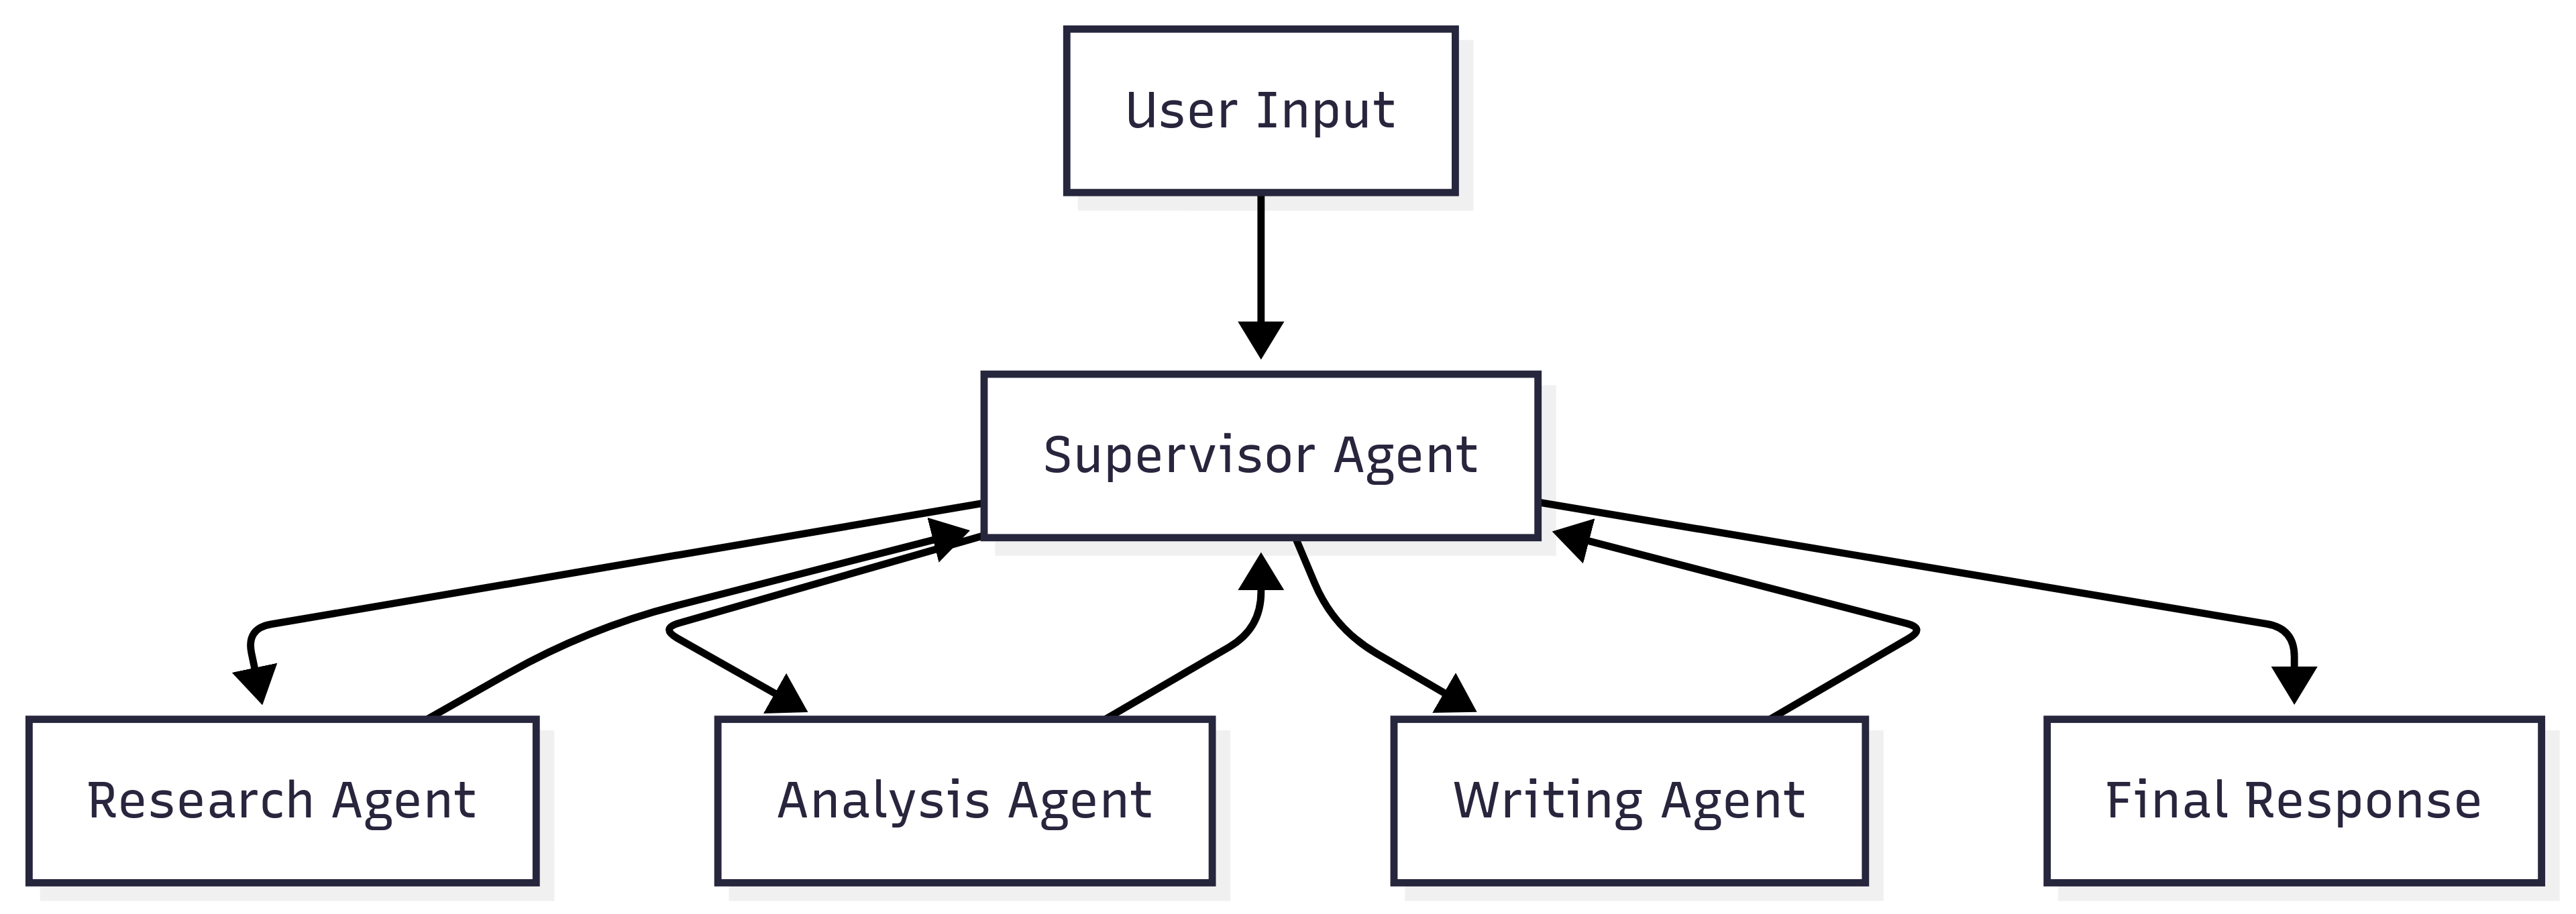 User Input
Supervisor Agent
Research Agent
Analysis Agent
Writing Agent
Final Response